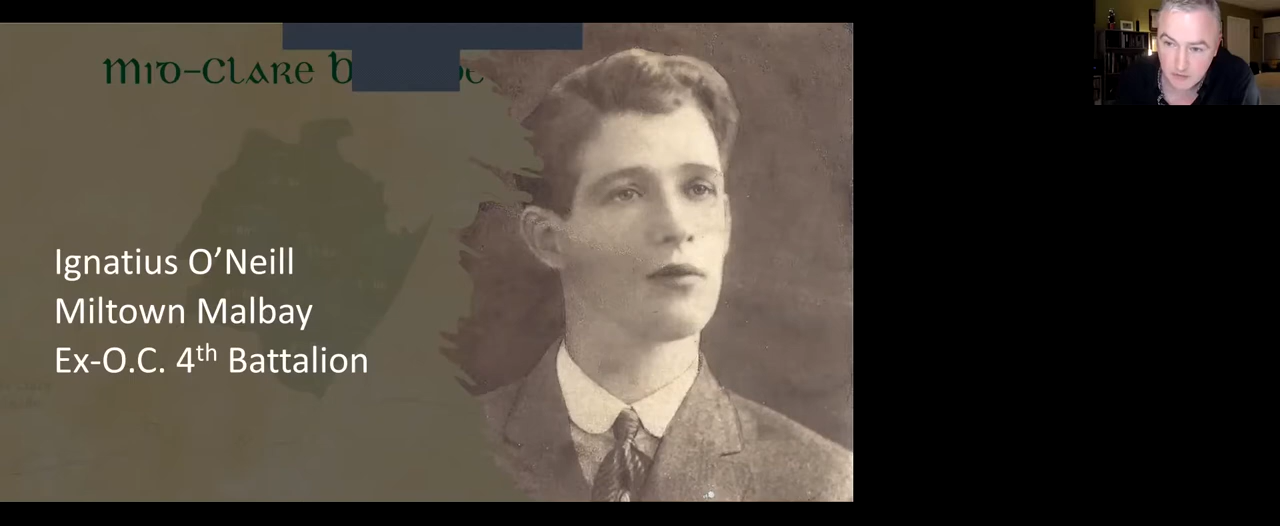 Mid-Clare
Ignatius O'Neill
Miltown Malbay
Ex-O.C. 4th Battalion